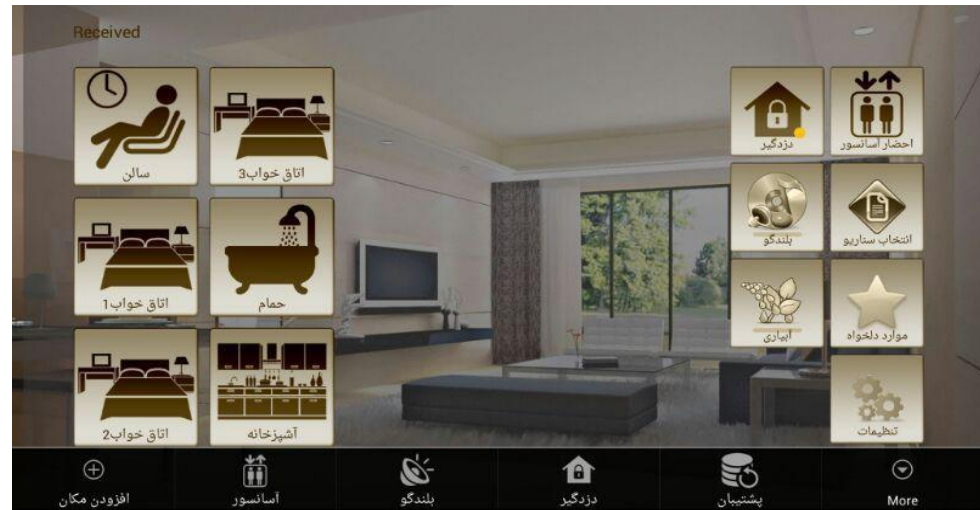 Received
احضار آسانسور
دزدگیر
اتاق خواب3
سالن
انتخاب سناریو
بلندگو
حمام
اتاق خواب1
موارد دلخواه
آبیاری
تنظیمات
آشپزخانه
اتاق خواب2
افزودن مکان
آسانسور
بلندگو
دزدگیر
پشتیبان
More